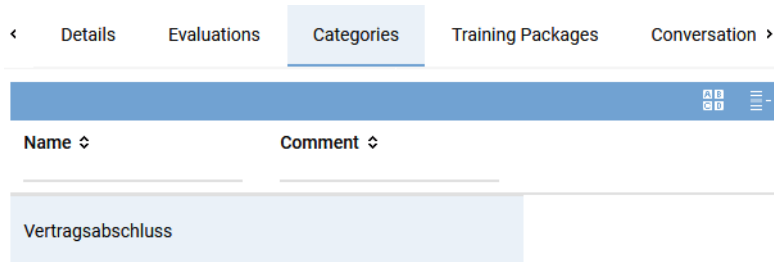 Details Evaluations Categories Training Packages Conversation
A B
C D
Name Comment
Vertragsabschluss